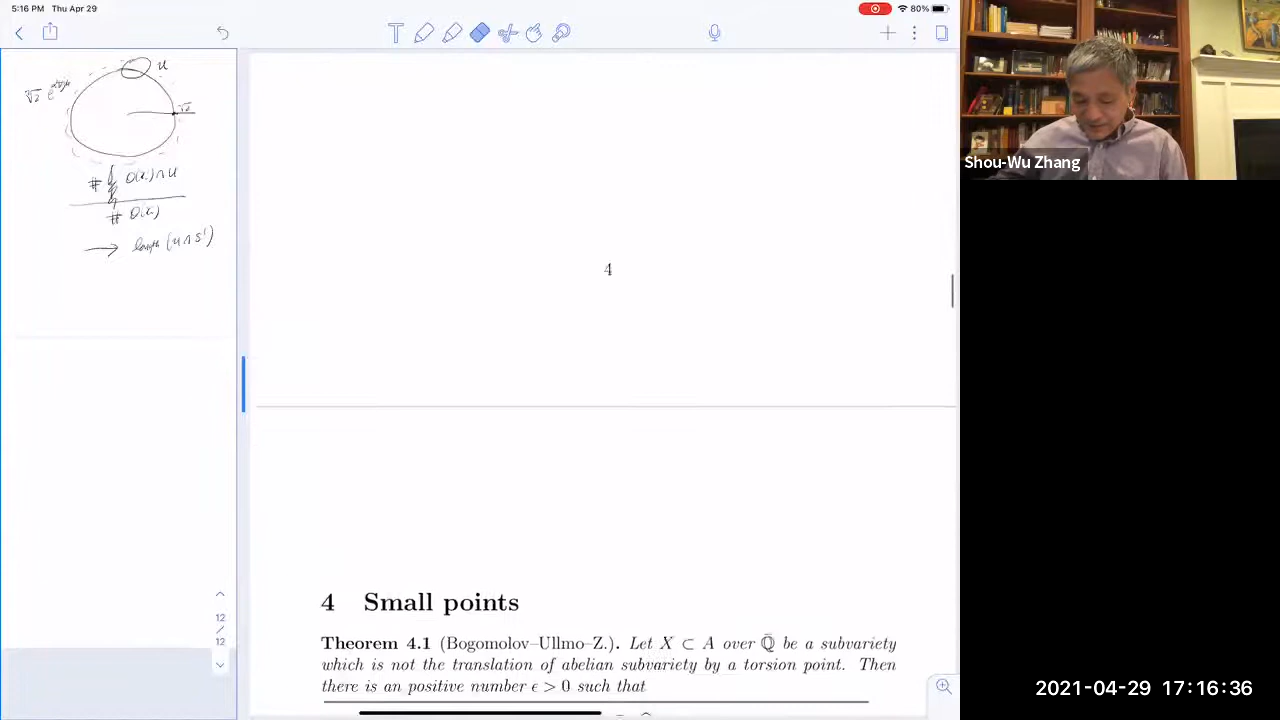 5:16 PM Thu Apr 29
80%
u
# O(x) ∩ U
# O(x)
→ length (u ∩ S¹)
4
4 Small points
Theorem 4.1 (Bogomolov–Ullmo–Z.). Let X ⊂ A over Q̄ be a subvariety
which is not the translation of abelian subvariety by a torsion point. Then
there is an positive number ϵ > 0 such that
12
/
12
Shou-Wu Zhang
2021-04-29 17:16:36